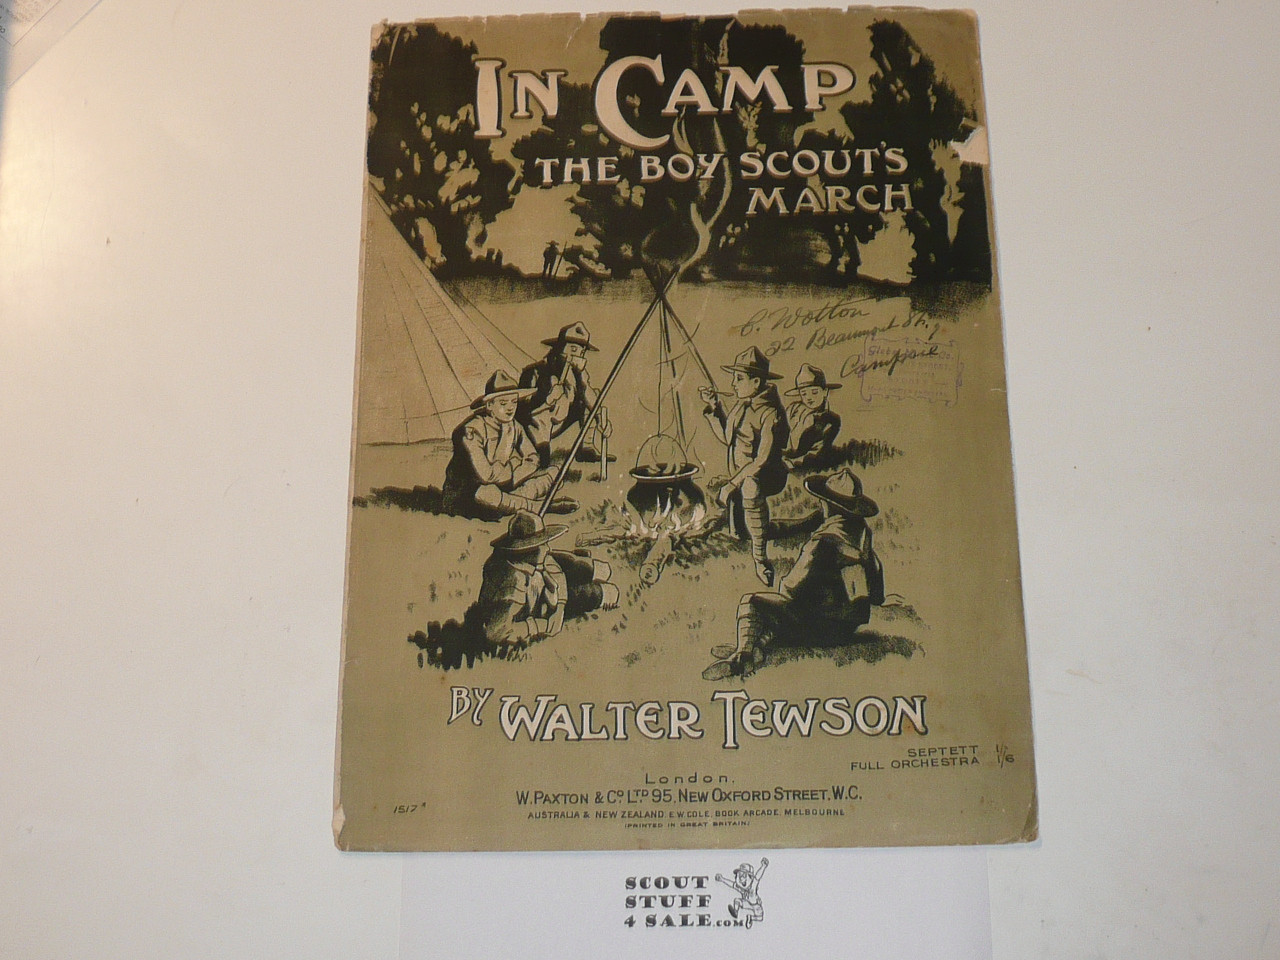 IN CAMP
THE BOY SCOUT'S
MARCH
C. Wotton
22 Beaumont St.,
Campsie
BY WALTER TEWSON
SEPTETT 1/-
FULL ORCHESTRA 1/6
London.
W. PAXTON & CO. LTD 95, NEW OXFORD STREET, W.C.
AUSTRALIA & NEW ZEALAND: E.W. COLE. BOOK ARCADE. MELBOURNE
(PRINTED IN GREAT BRITAIN.)
1517
SCOUT
STUFF
4 SALE.COM